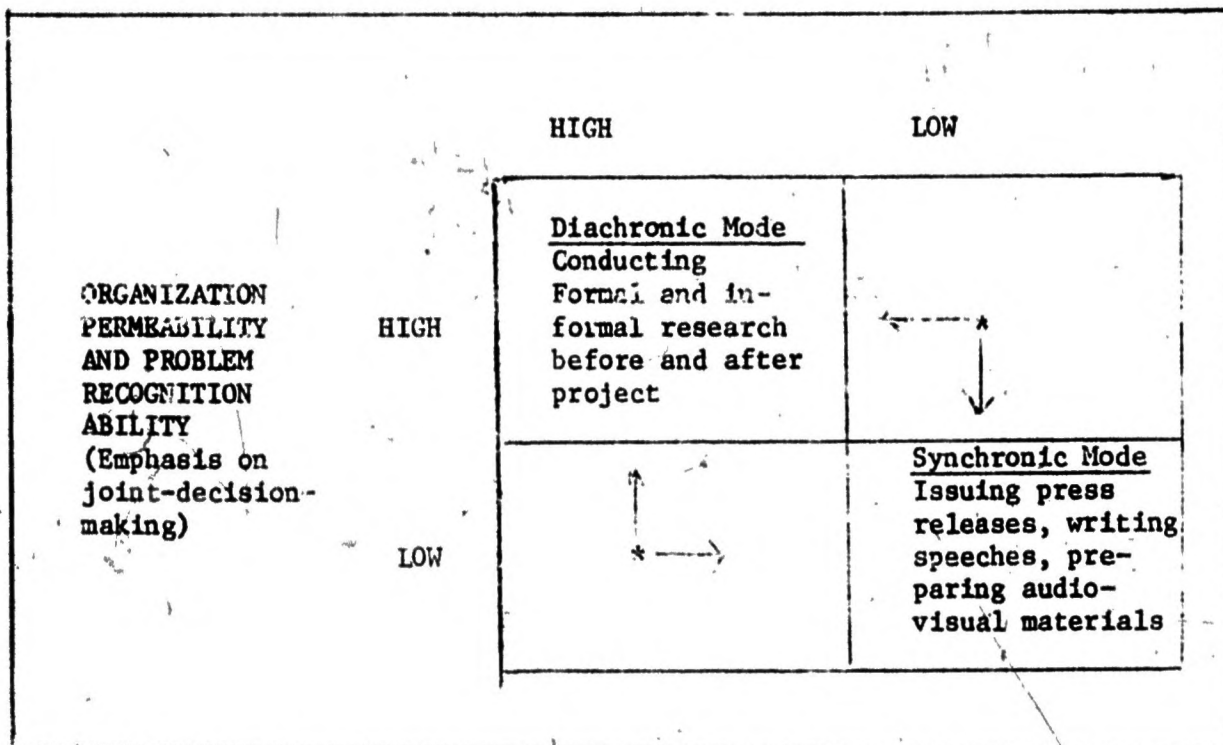 HIGH LOW
Diachronic Mode
Conducting
Formal and in-
formal research
before and after
project
ORGANIZATION
PERMEABILITY
AND PROBLEM
RECOGNITION
ABILITY
(Emphasis on
joint-decision-
making)
HIGH
*
LOW
*
Synchronic Mode
Issuing press
releases, writing
speeches, pre-
paring audio-
visual materials